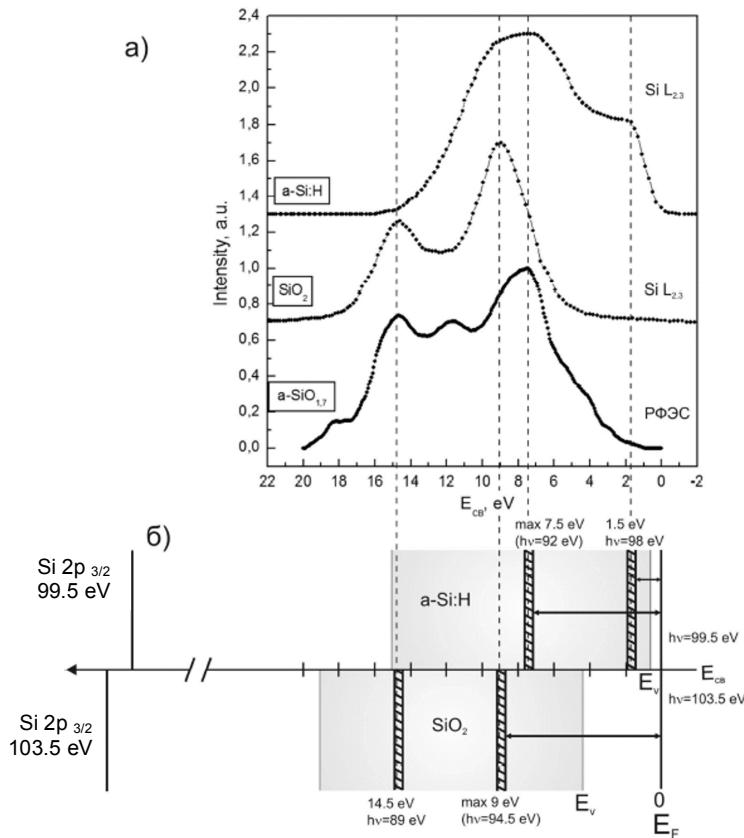 а)
2,4
2,2
2,0
1,8
1,6
1,4
1,2
1,0
0,8
0,6
0,4
0,2
0,0
Intensity, a.u.
Si L2.3
a-Si:H
SiO2
Si L2.3
a-SiO1,7
РФЭС
22 20 18 16 14 12 10 8 6 4 2 0 -2
Eсв, eV
б)
max 7.5 eV
(hν=92 eV)
1.5 eV
hν=98 eV
Si 2p 3/2
99.5 eV
a-Si:H
hν=99.5 eV
Ev
Eсв
hν=103.5 eV
Si 2p 3/2
103.5 eV
SiO2
14.5 eV
hν=89 eV
max 9 eV
(hν=94.5 eV)
Ev
0
EF